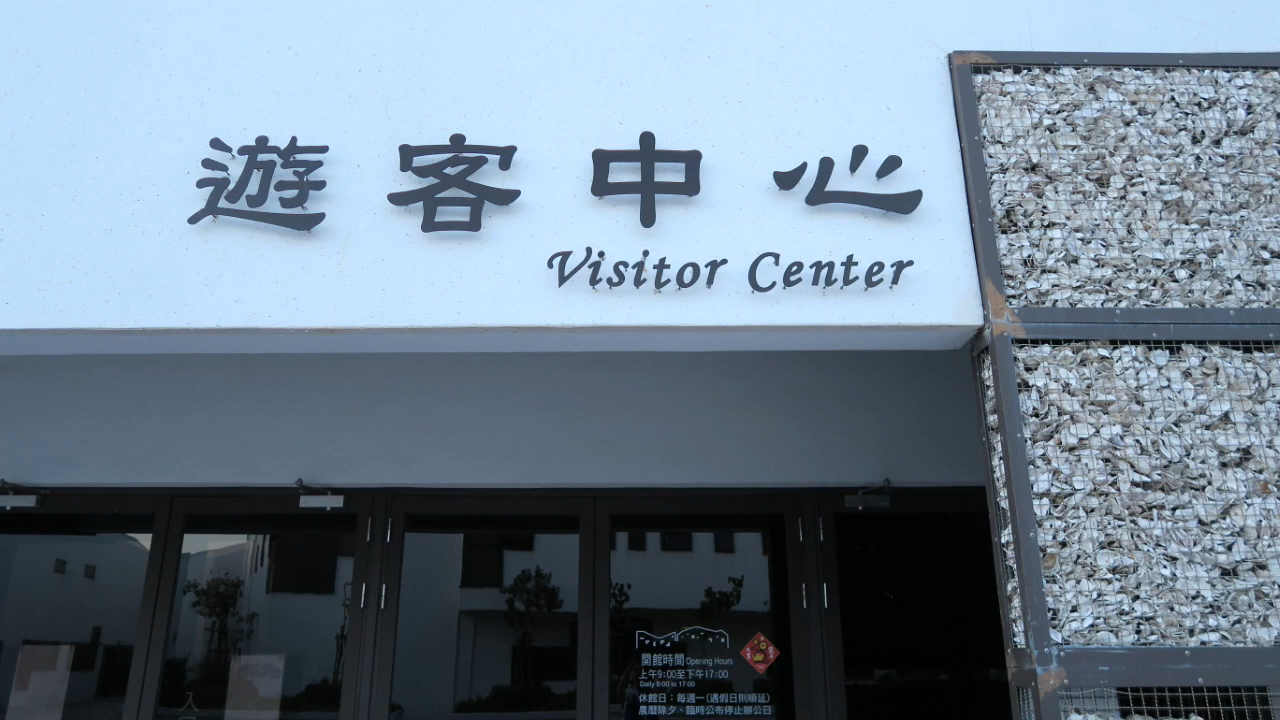 遊客中心
Visitor Center
開館時間 Opening Hours
上午9:00至下午17:00
Daily 9:00 to 17:00
休館日：每週一(遇假日則順延)
農曆除夕、臨時公布停止辦公日